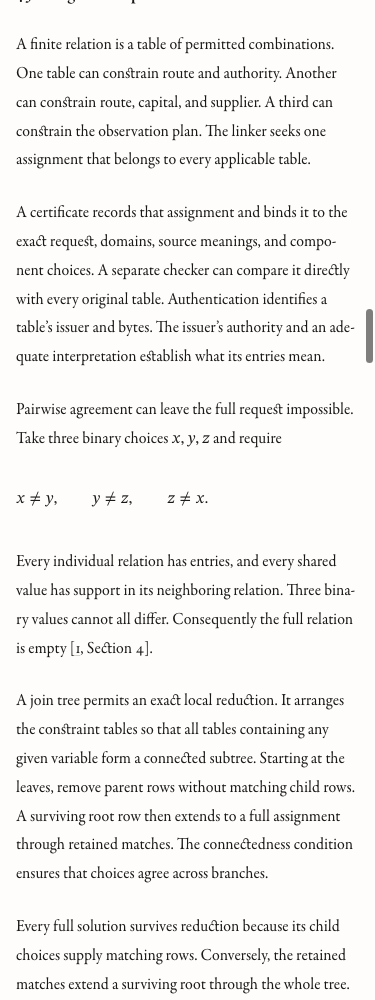 A finite relation is a table of permitted combinations.
One table can constrain route and authority. Another
can constrain route, capital, and supplier. A third can
constrain the observation plan. The linker seeks one
assignment that belongs to every applicable table.
A certificate records that assignment and binds it to the
exact request, domains, source meanings, and compo-
nent choices. A separate checker can compare it directly
with every original table. Authentication identifies a
table’s issuer and bytes. The issuer’s authority and an ade-
quate interpretation establish what its entries mean.
Pairwise agreement can leave the full request impossible.
Take three binary choices x, y, z and require
x ≠ y, y ≠ z, z ≠ x.
Every individual relation has entries, and every shared
value has support in its neighboring relation. Three bina-
ry values cannot all differ. Consequently the full relation
is empty [1, Section 4].
A join tree permits an exact local reduction. It arranges
the constraint tables so that all tables containing any
given variable form a connected subtree. Starting at the
leaves, remove parent rows without matching child rows.
A surviving root row then extends to a full assignment
through retained matches. The connectedness condition
ensures that choices agree across branches.
Every full solution survives reduction because its child
choices supply matching rows. Conversely, the retained
matches extend a surviving root through the whole tree.